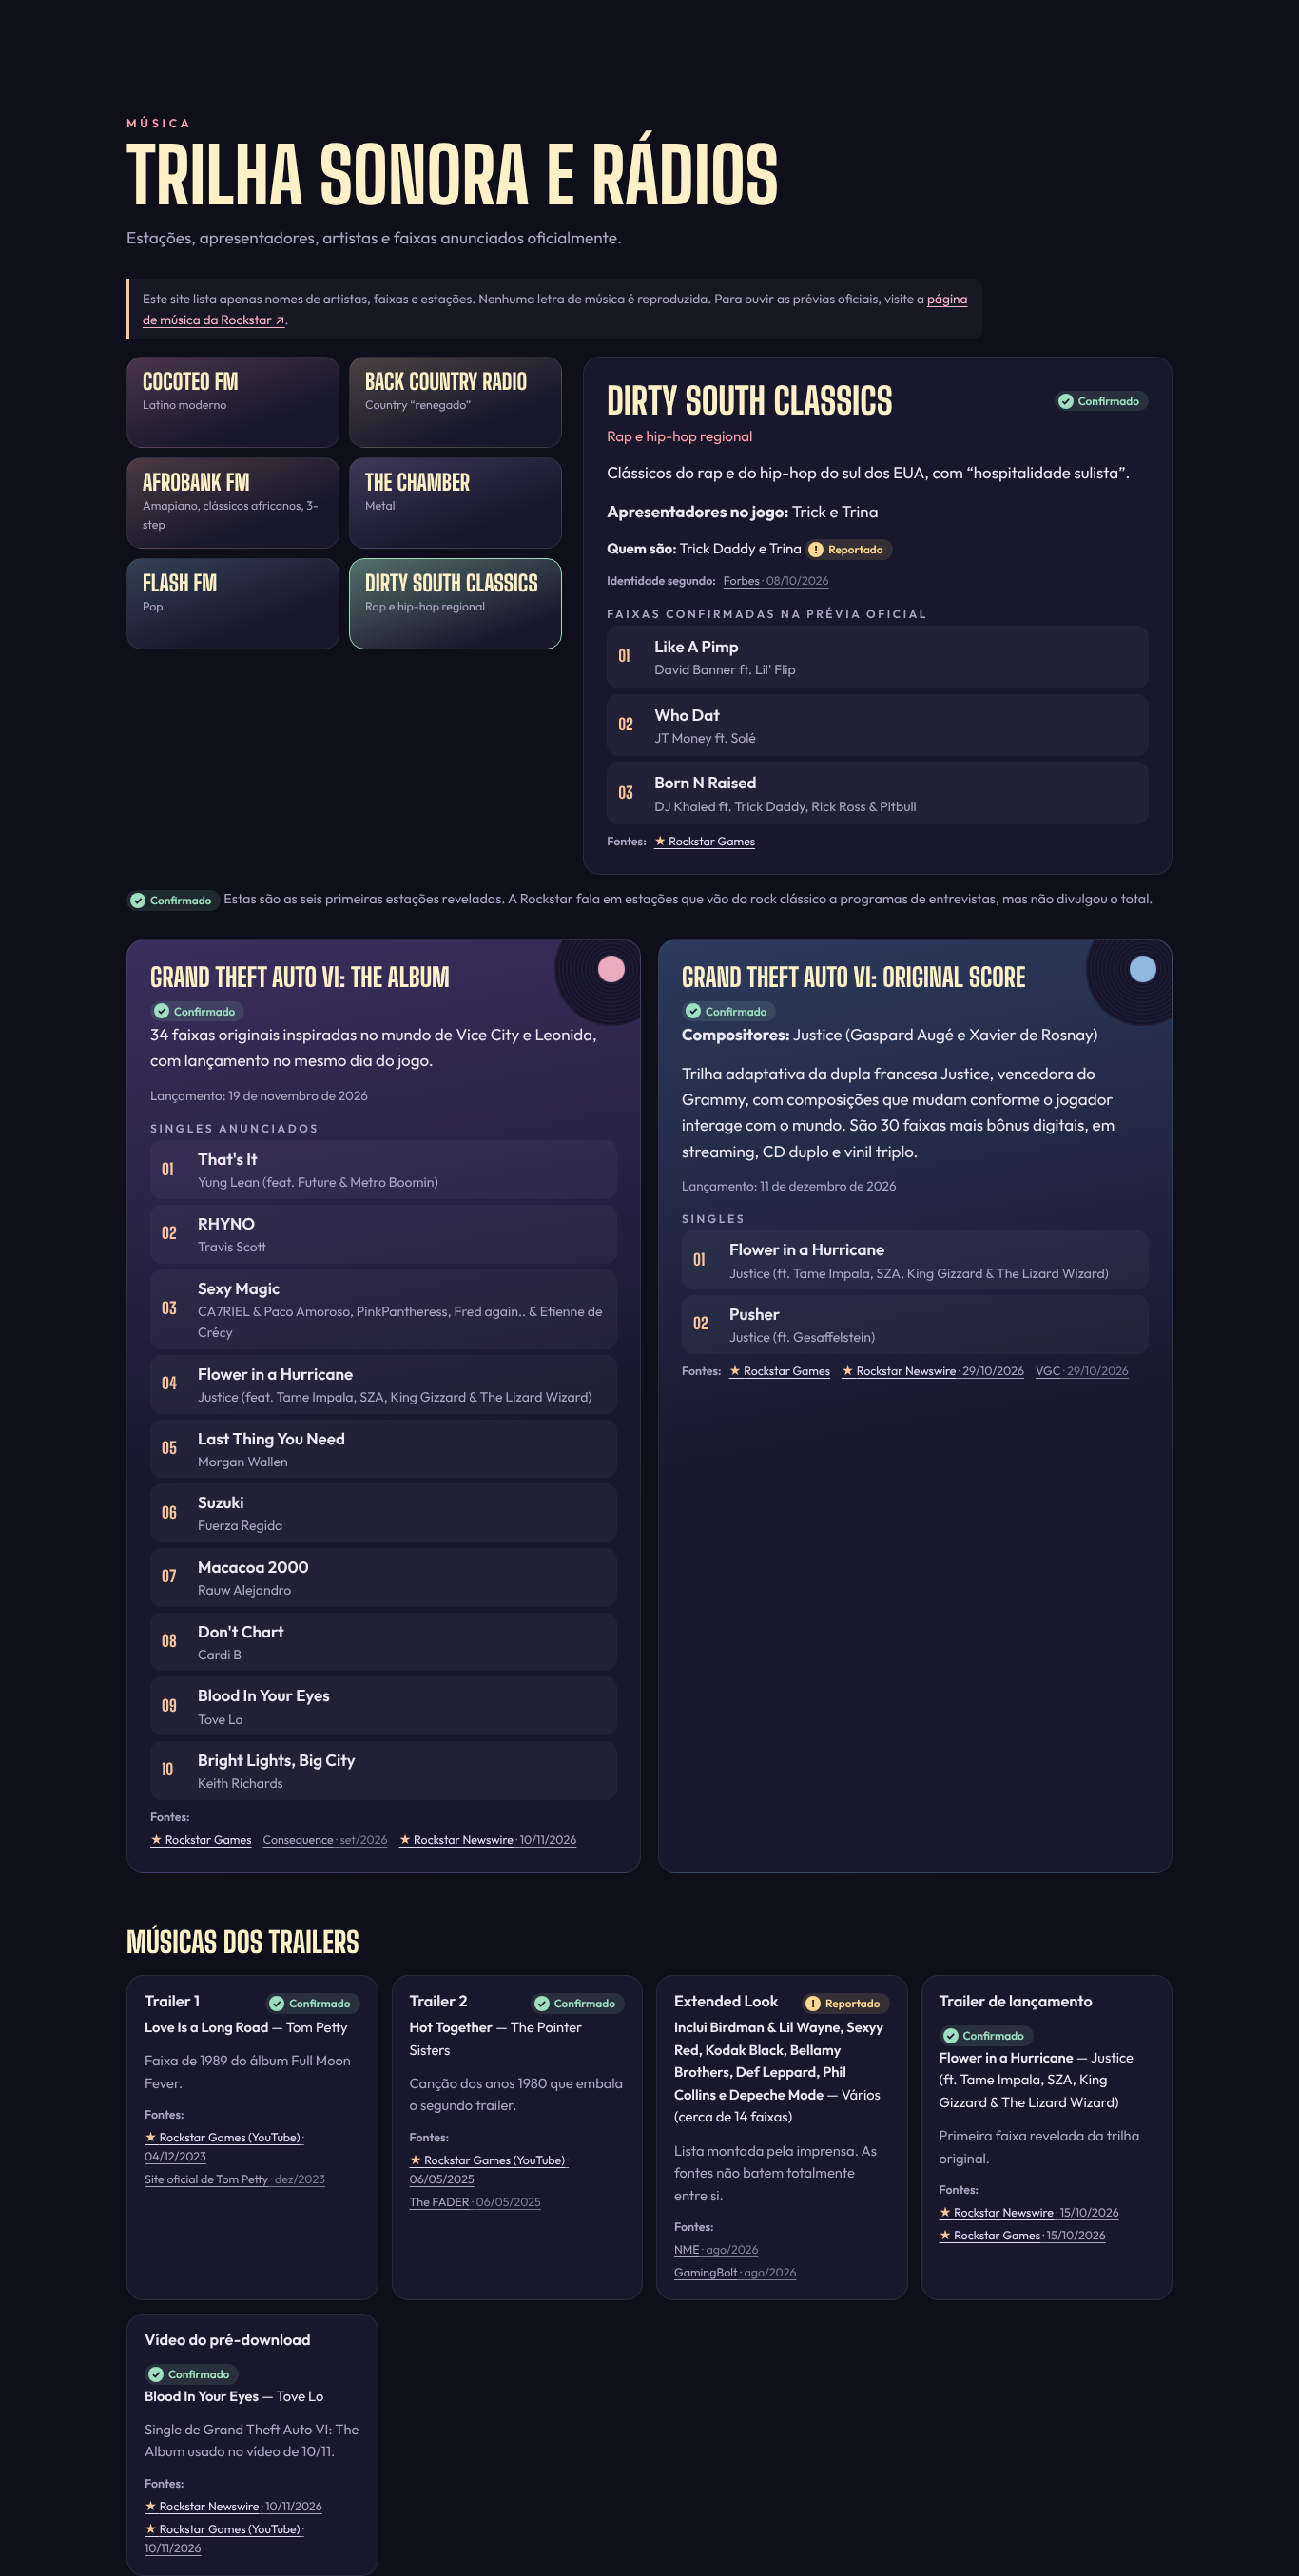 MÚSICA
TRILHA SONORA E RÁDIOS
Estações, apresentadores, artistas e faixas anunciados oficialmente.
Este site lista apenas nomes de artistas, faixas e estações. Nenhuma letra de música é reproduzida. Para ouvir as prévias oficiais, visite a página
de música da Rockstar ↗.
COCOTEO FM
Latino moderno
BACK COUNTRY RADIO
Country “renegado”
AFROBANK FM
Amapiano, clássicos africanos, 3-
step
THE CHAMBER
Metal
FLASH FM
Pop
DIRTY SOUTH CLASSICS
Rap e hip-hop regional
DIRTY SOUTH CLASSICS
Confirmado
Rap e hip-hop regional
Clássicos do rap e do hip-hop do sul dos EUA, com “hospitalidade sulista”.
Apresentadores no jogo: Trick e Trina
Quem são: Trick Daddy e Trina ! Reportado
Identidade segundo: Forbes · 08/10/2026
FAIXAS CONFIRMADAS NA PRÉVIA OFICIAL
01
Like A Pimp
David Banner ft. Lil' Flip
02
Who Dat
JT Money ft. Solé
03
Born N Raised
DJ Khaled ft. Trick Daddy, Rick Ross & Pitbull
Fontes: ★ Rockstar Games
Confirmado Estas são as seis primeiras estações reveladas. A Rockstar fala em estações que vão do rock clássico a programas de entrevistas, mas não divulgou o total.
GRAND THEFT AUTO VI: THE ALBUM
Confirmado
34 faixas originais inspiradas no mundo de Vice City e Leonida,
com lançamento no mesmo dia do jogo.
Lançamento: 19 de novembro de 2026
SINGLES ANUNCIADOS
01
That's It
Yung Lean (feat. Future & Metro Boomin)
02
RHYNO
Travis Scott
03
Sexy Magic
CA7RIEL & Paco Amoroso, PinkPantheress, Fred again.. & Etienne de
Crécy
04
Flower in a Hurricane
Justice (feat. Tame Impala, SZA, King Gizzard & The Lizard Wizard)
05
Last Thing You Need
Morgan Wallen
06
Suzuki
Fuerza Regida
07
Macacoa 2000
Rauw Alejandro
08
Don't Chart
Cardi B
09
Blood In Your Eyes
Tove Lo
10
Bright Lights, Big City
Keith Richards
Fontes:
★ Rockstar Games Consequence · set/2026 ★ Rockstar Newswire · 10/11/2026
GRAND THEFT AUTO VI: ORIGINAL SCORE
Confirmado
Compositores: Justice (Gaspard Augé e Xavier de Rosnay)
Trilha adaptativa da dupla francesa Justice, vencedora do
Grammy, com composições que mudam conforme o jogador
interage com o mundo. São 30 faixas mais bônus digitais, em
streaming, CD duplo e vinil triplo.
Lançamento: 11 de dezembro de 2026
SINGLES
01
Flower in a Hurricane
Justice (ft. Tame Impala, SZA, King Gizzard & The Lizard Wizard)
02
Pusher
Justice (ft. Gesaffelstein)
Fontes: ★ Rockstar Games ★ Rockstar Newswire · 29/10/2026 VGC · 29/10/2026
MÚSICAS DOS TRAILERS
Trailer 1
Confirmado
Love Is a Long Road — Tom Petty
Faixa de 1989 do álbum Full Moon
Fever.
Fontes:
★ Rockstar Games (YouTube) ·
04/12/2023
Site oficial de Tom Petty · dez/2023
Trailer 2
Confirmado
Hot Together — The Pointer
Sisters
Canção dos anos 1980 que embala
o segundo trailer.
Fontes:
★ Rockstar Games (YouTube) ·
06/05/2025
The FADER · 06/05/2025
Extended Look
! Reportado
Inclui Birdman & Lil Wayne, Sexyy
Red, Kodak Black, Bellamy
Brothers, Def Leppard, Phil
Collins e Depeche Mode — Vários
(cerca de 14 faixas)
Lista montada pela imprensa. As
fontes não batem totalmente
entre si.
Fontes:
NME · ago/2026
GamingBolt · ago/2026
Trailer de lançamento
Confirmado
Flower in a Hurricane — Justice
(ft. Tame Impala, SZA, King
Gizzard & The Lizard Wizard)
Primeira faixa revelada da trilha
original.
Fontes:
★ Rockstar Newswire · 15/10/2026
★ Rockstar Games · 15/10/2026
Vídeo do pré-download
Confirmado
Blood In Your Eyes — Tove Lo
Single de Grand Theft Auto VI: The
Album usado no vídeo de 10/11.
Fontes:
★ Rockstar Newswire · 10/11/2026
★ Rockstar Games (YouTube) ·
10/11/2026